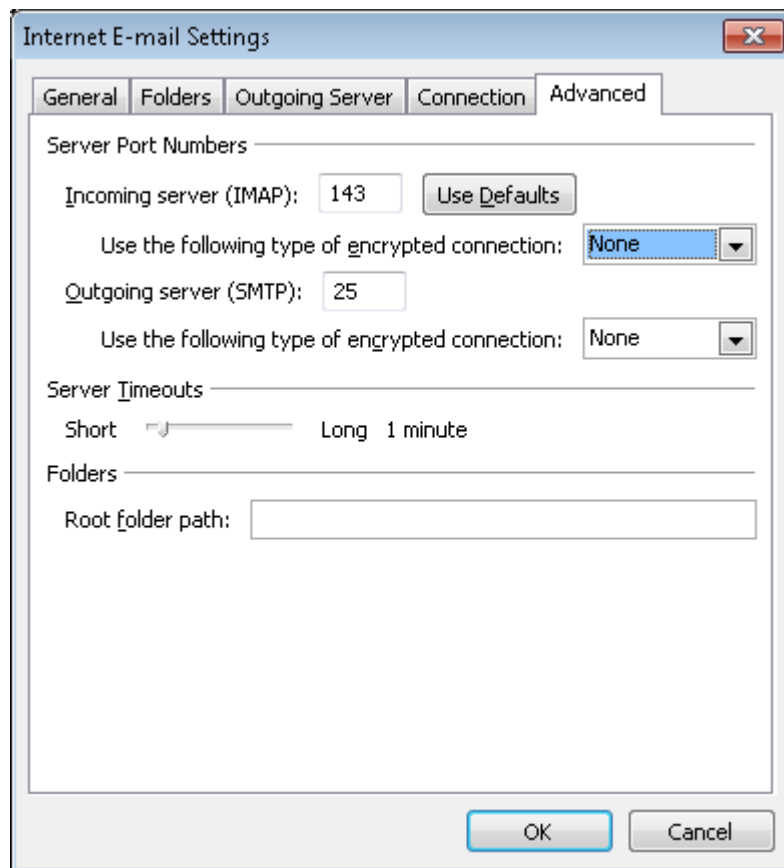 Internet E-mail Settings
General Folders Outgoing Server Connection Advanced
Server Port Numbers
Incoming server (IMAP): 143 Use Defaults
Use the following type of encrypted connection: None
Outgoing server (SMTP): 25
Use the following type of encrypted connection: None
Server Timeouts
Short Long 1 minute
Folders
Root folder path:
OK Cancel